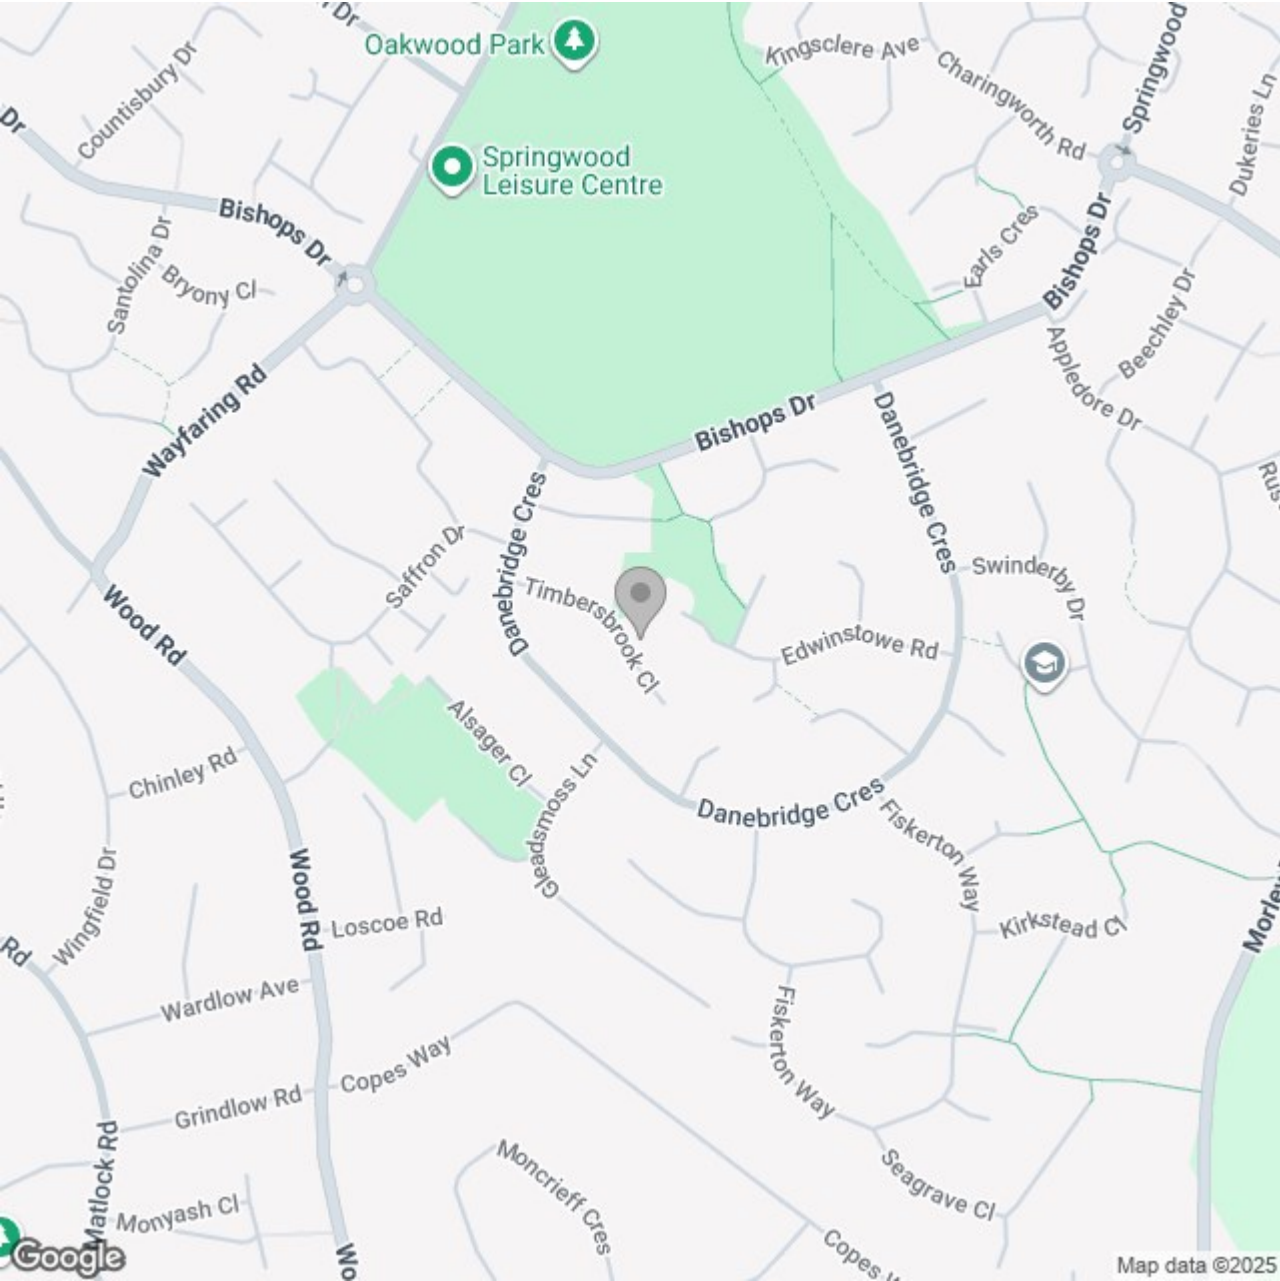 Dr
Oakwood Park
Kingsclere Ave
Springwood
Countisbury Dr
Charingworth Rd
Dukeries Ln
Dr
Springwood
Leisure Centre
Bishops Dr
Santolina Dr
Bryony Cl
Earls Cres
Bishops Dr
Beechley Dr
Appledore Dr
Wayfaring Rd
Bishops Dr
Danebridge Cres
Danebridge Cres
Saffron Dr
Timbersbrook Cl
Swinderby Dr
Wood Rd
Edwinstowe Rd
Alsager Cl
Chinley Rd
Gleadsmoss Ln
Danebridge Cres
Fiskerton Way
Wingfield Dr
Wood Rd
Loscoe Rd
Kirkstead Cl
Rd
Wardlow Ave
Fiskerton Way
Copes Way
Grindlow Rd
Matlock Rd
Moncrieff Cres
Seagrave Cl
Monyash Cl
Copes
Google
Map data ©2025